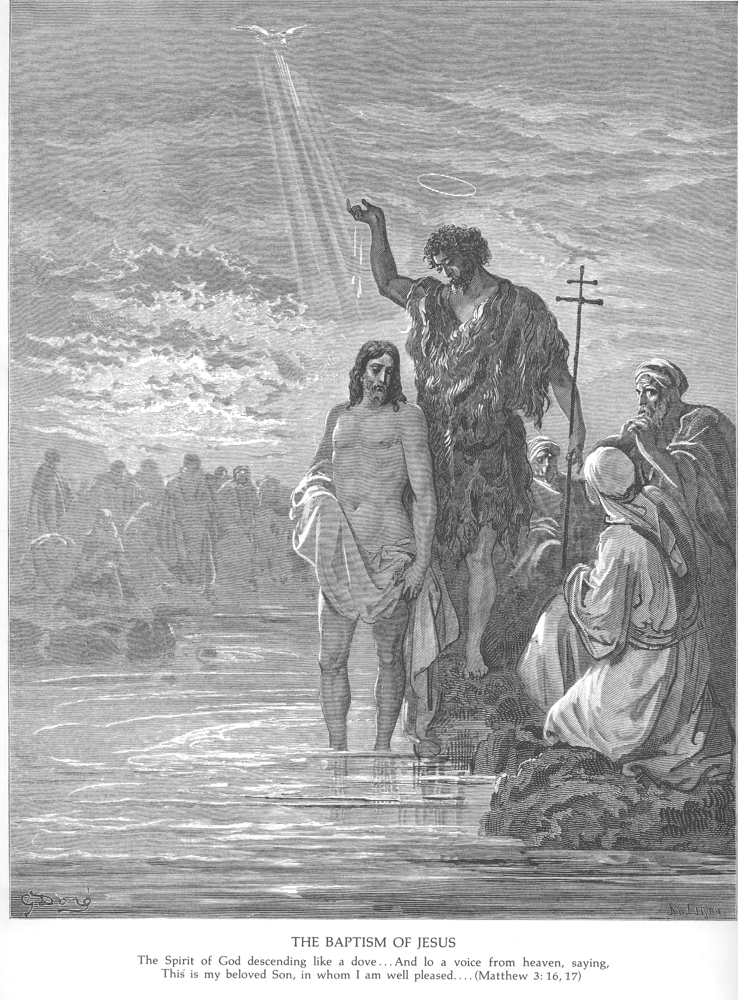 G Doré
THE BAPTISM OF JESUS
The Spirit of God descending like a dove... And lo a voice from heaven, saying,
This is my beloved Son, in whom I am well pleased.... (Matthew 3: 16, 17)